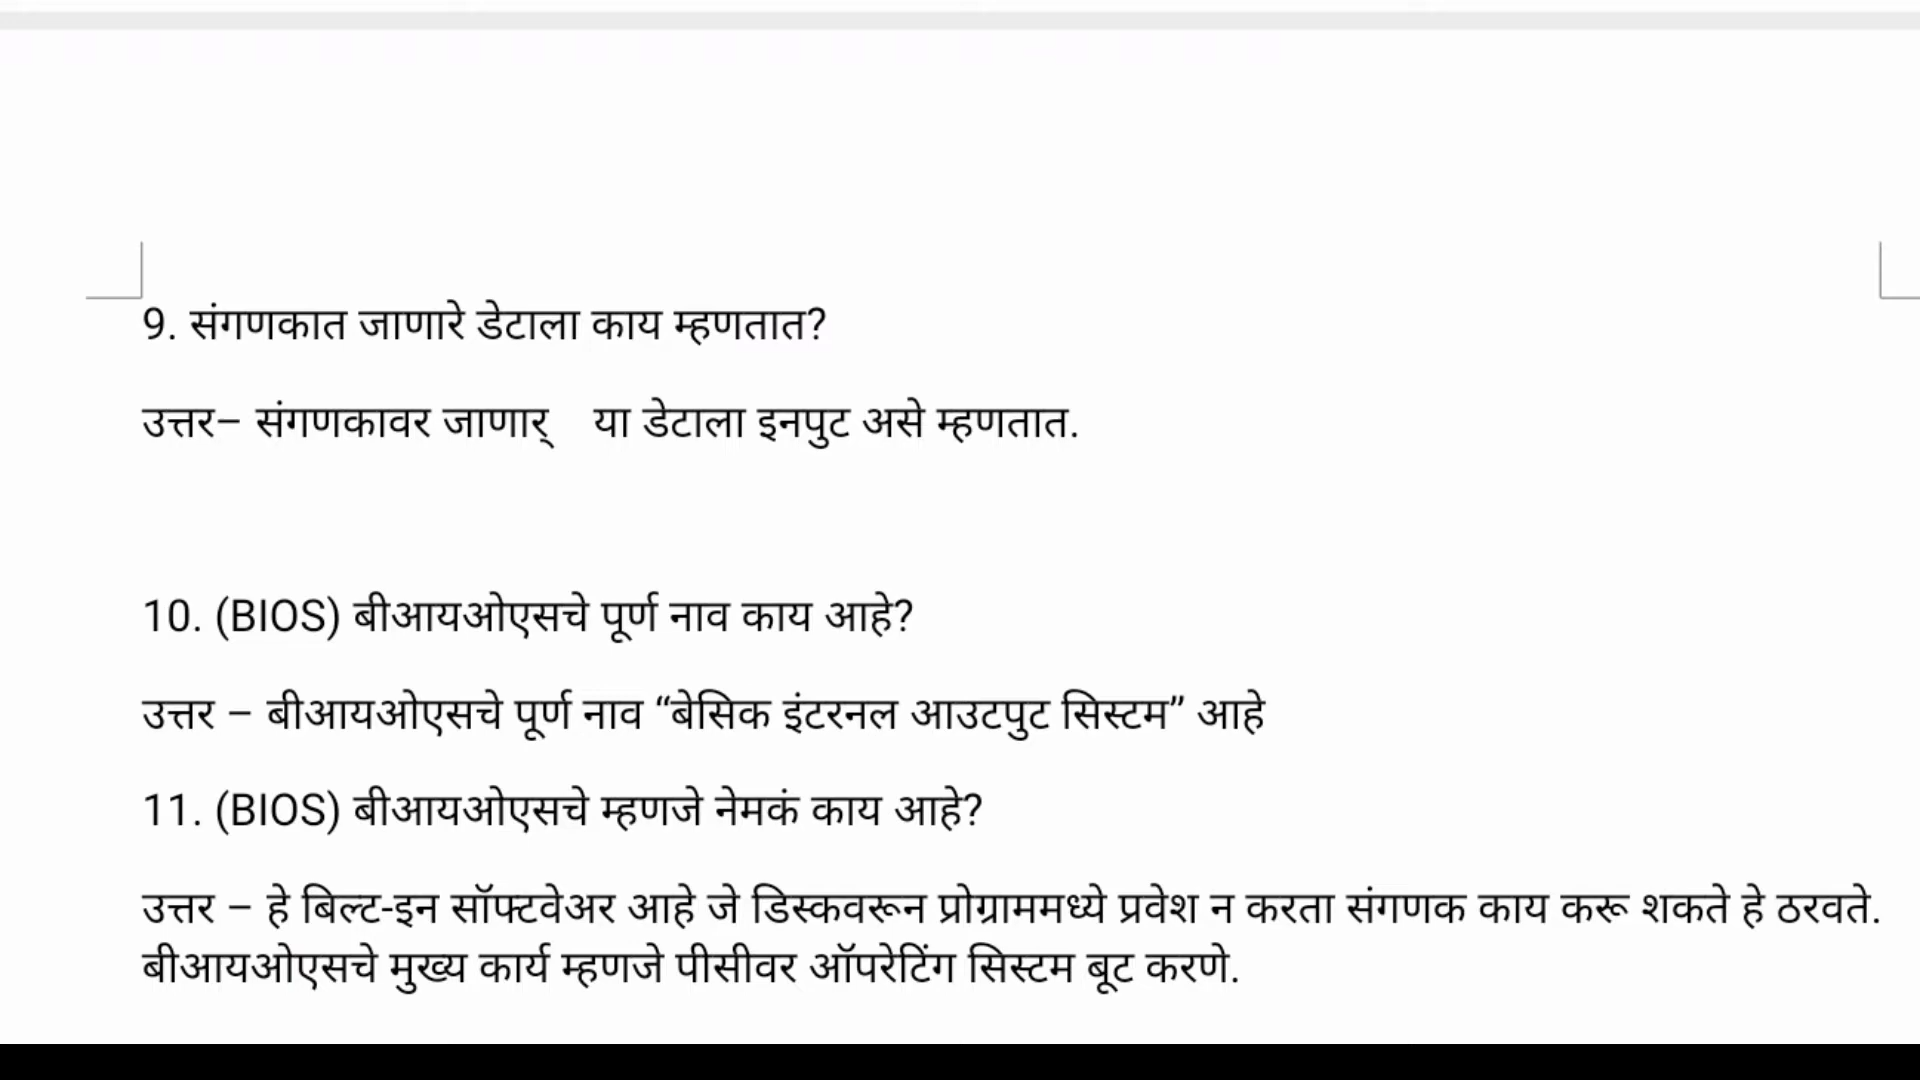 9. संगणकात जाणारे डेटाला काय म्हणतात?
उत्तर– संगणकावर जाणार् या डेटाला इनपुट असे म्हणतात.
10. (BIOS) बीआयओएसचे पूर्ण नाव काय आहे?
उत्तर – बीआयओएसचे पूर्ण नाव “बेसिक इंटरनल आउटपुट सिस्टम” आहे
11. (BIOS) बीआयओएसचे म्हणजे नेमकं काय आहे?
उत्तर – हे बिल्ट-इन सॉफ्टवेअर आहे जे डिस्कवरून प्रोग्राममध्ये प्रवेश न करता संगणक काय करू शकते हे ठरवते.
बीआयओएसचे मुख्य कार्य म्हणजे पीसीवर ऑपरेटिंग सिस्टम बूट करणे.